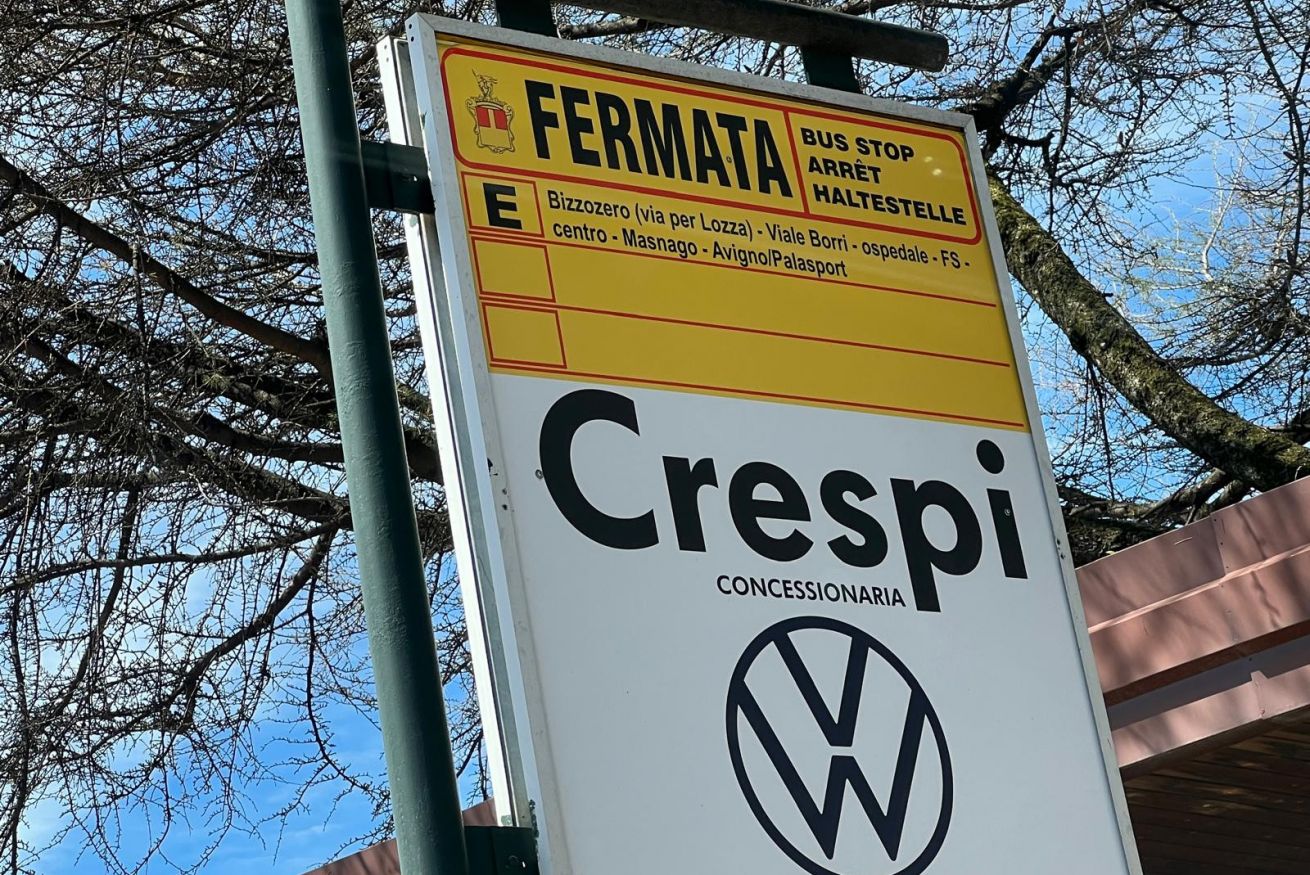 FERMATA
BUS STOP
ARRÊT
HALTESTELLE
E
Bizzozero (via per Lozza) - Viale Borri - ospedale - FS -
centro - Masnago - Avigno/Palasport
Crespi
CONCESSIONARIA
VW